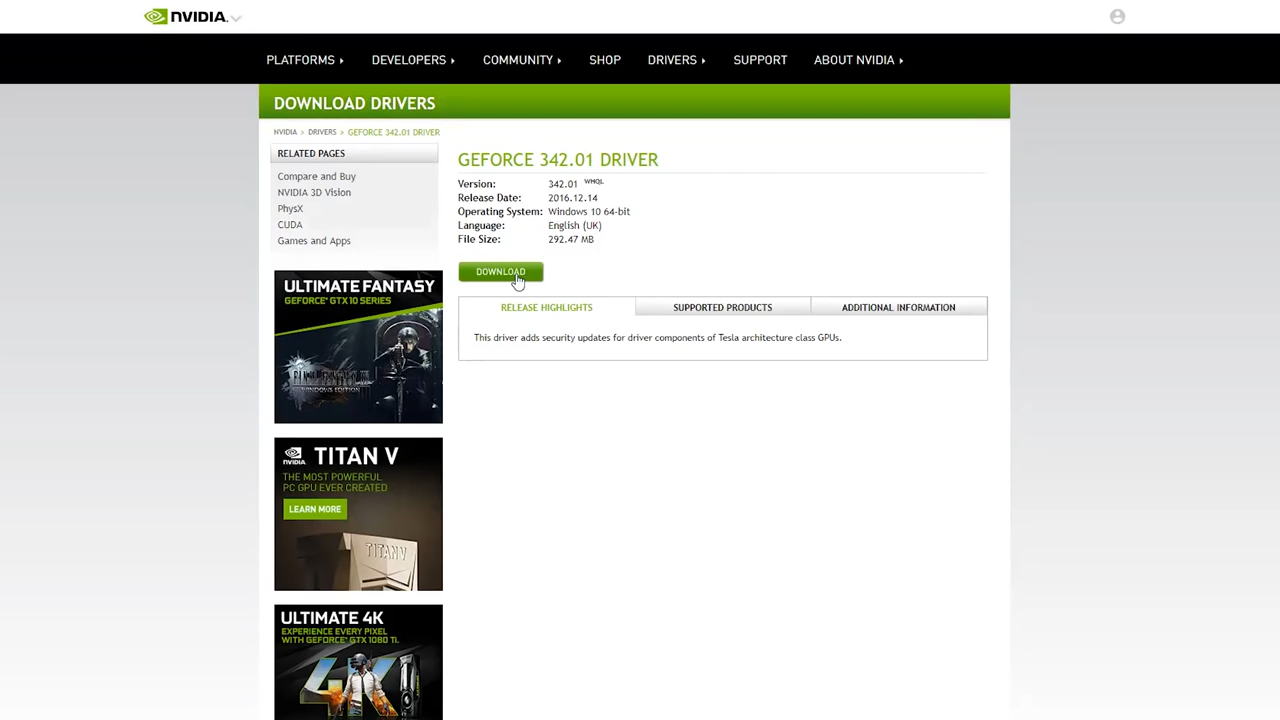 NVIDIA.
PLATFORMS DEVELOPERS COMMUNITY SHOP DRIVERS SUPPORT ABOUT NVIDIA
DOWNLOAD DRIVERS
NVIDIA > DRIVERS > GEFORCE 342.01 DRIVER
RELATED PAGES
Compare and Buy
NVIDIA 3D Vision
PhysX
CUDA
Games and Apps
GEFORCE 342.01 DRIVER
Version: 342.01 WHQL
Release Date: 2016.12.14
Operating System: Windows 10 64-bit
Language: English (UK)
File Size: 292.47 MB
DOWNLOAD
RELEASE HIGHLIGHTS SUPPORTED PRODUCTS ADDITIONAL INFORMATION
This driver adds security updates for driver components of Tesla architecture class GPUs.
ULTIMATE FANTASY
GEFORCE® GTX 10 SERIES
WINDOWS EDITION
NVIDIA
TITAN V
THE MOST POWERFUL
PC GPU EVER CREATED
LEARN MORE
TITAN V
ULTIMATE 4K
EXPERIENCE EVERY PIXEL
WITH GEFORCE® GTX 1080 Ti.
4K